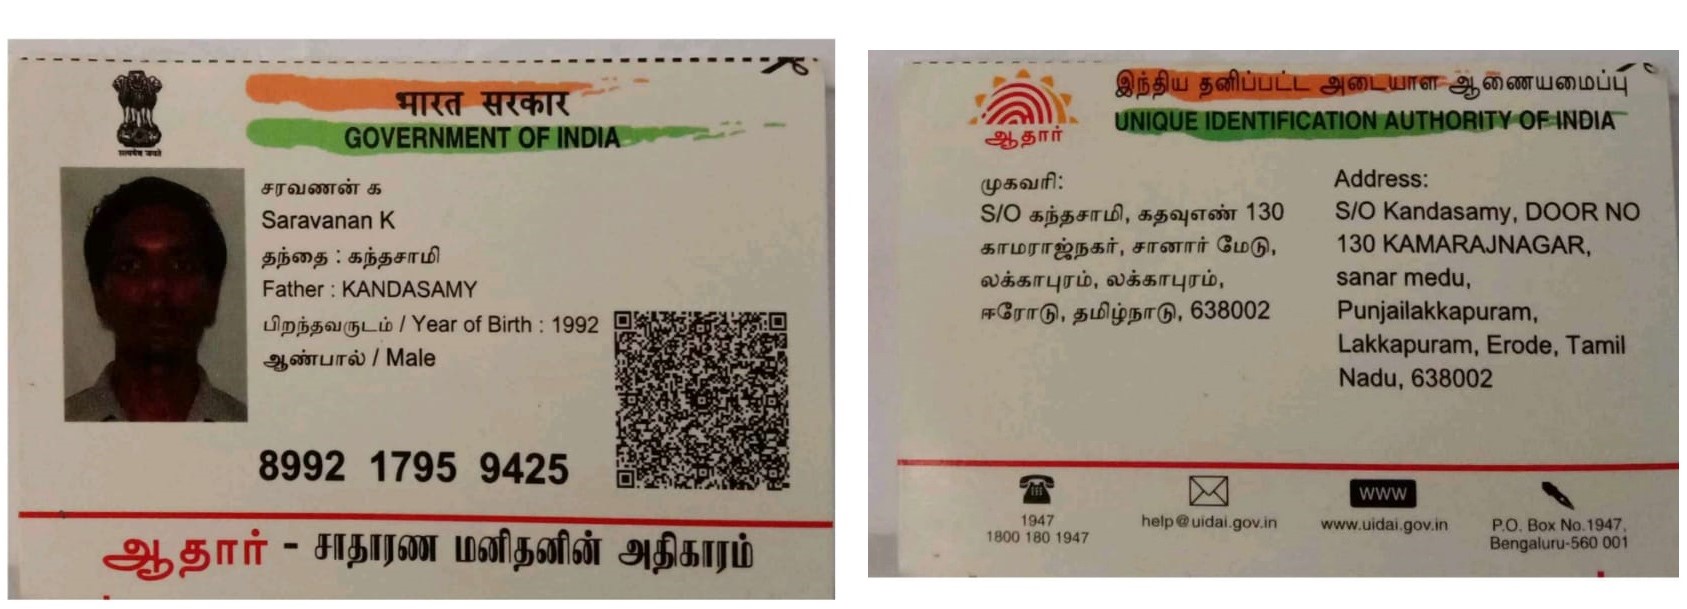 भारत सरकार
GOVERNMENT OF INDIA
सत्यमेव जयते
சரவணன் க
Saravanan K
தந்தை : கந்தசாமி
Father : KANDASAMY
பிறந்தவருடம் / Year of Birth : 1992
ஆண்பால் / Male
8992 1795 9425
ஆதார் - சாதாரண மனிதனின் அதிகாரம்
இந்திய தனிப்பட்ட அடையாள ஆணையமைப்பு
UNIQUE IDENTIFICATION AUTHORITY OF INDIA
ஆதார்
முகவரி:
S/O கந்தசாமி, கதவுஎண் 130
காமராஜ்நகர், சானார் மேடு,
லக்காபுரம், லக்காபுரம்,
ஈரோடு, தமிழ்நாடு, 638002
Address:
S/O Kandasamy, DOOR NO
130 KAMARAJNAGAR,
sanar medu,
Punjailakkapuram,
Lakkapuram, Erode, Tamil
Nadu, 638002
1947
1800 180 1947
help@uidai.gov.in
WWW
www.uidai.gov.in
P.O. Box No.1947,
Bengaluru-560 001